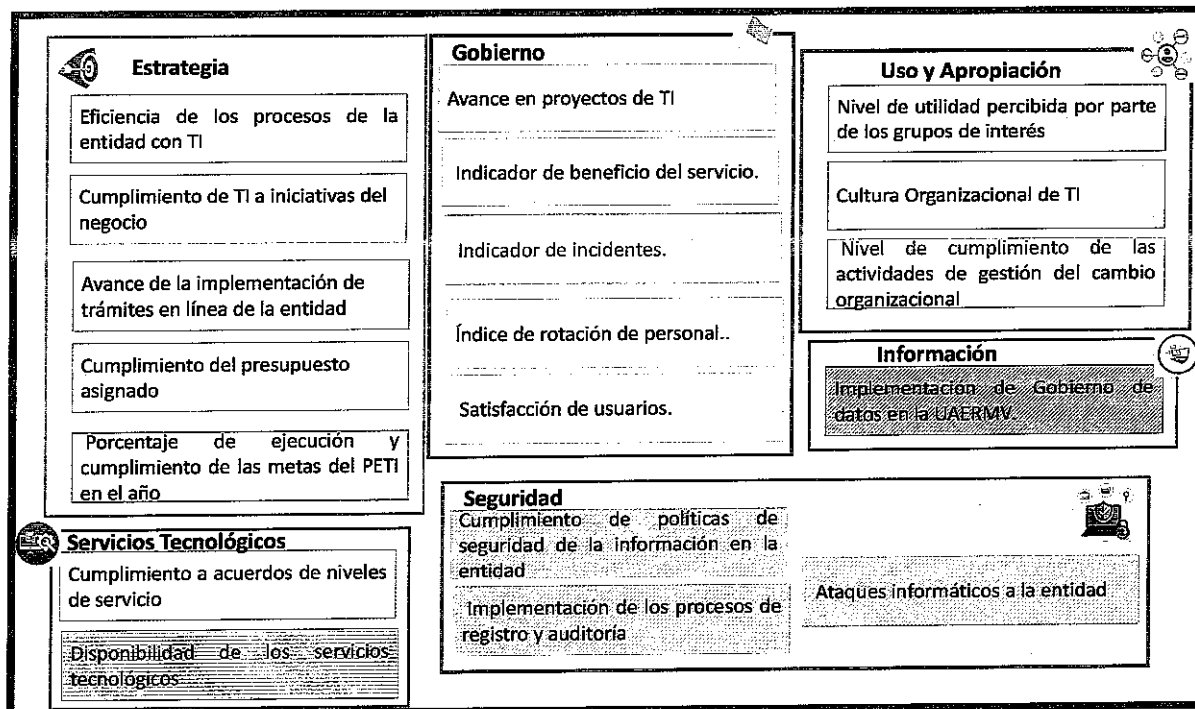 Estrategia
Eficiencia de los procesos de la
entidad con TI
Cumplimiento de TI a iniciativas del
negocio
Avance de la implementación de
trámites en línea de la entidad
Cumplimiento del presupuesto
asignado
Porcentaje de ejecución y
cumplimiento de las metas del PETI
en el año
Servicios Tecnológicos
Cumplimiento a acuerdos de niveles
de servicio
Disponibilidad de los servicios
tecnológicos
Gobierno
Avance en proyectos de TI
Indicador de beneficio del servicio.
Indicador de incidentes.
Índice de rotación de personal..
Satisfacción de usuarios.
Uso y Apropiación
Nivel de utilidad percibida por parte
de los grupos de interés
Cultura Organizacional de TI
Nivel de cumplimiento de las
actividades de gestión del cambio
organizacional
Información
Implementación de Gobierno de
datos en la UAERMV.
Seguridad
Cumplimiento de políticas de
seguridad de la información en la
entidad
Implementación de los procesos de
registro y auditoria
Ataques informáticos a la entidad